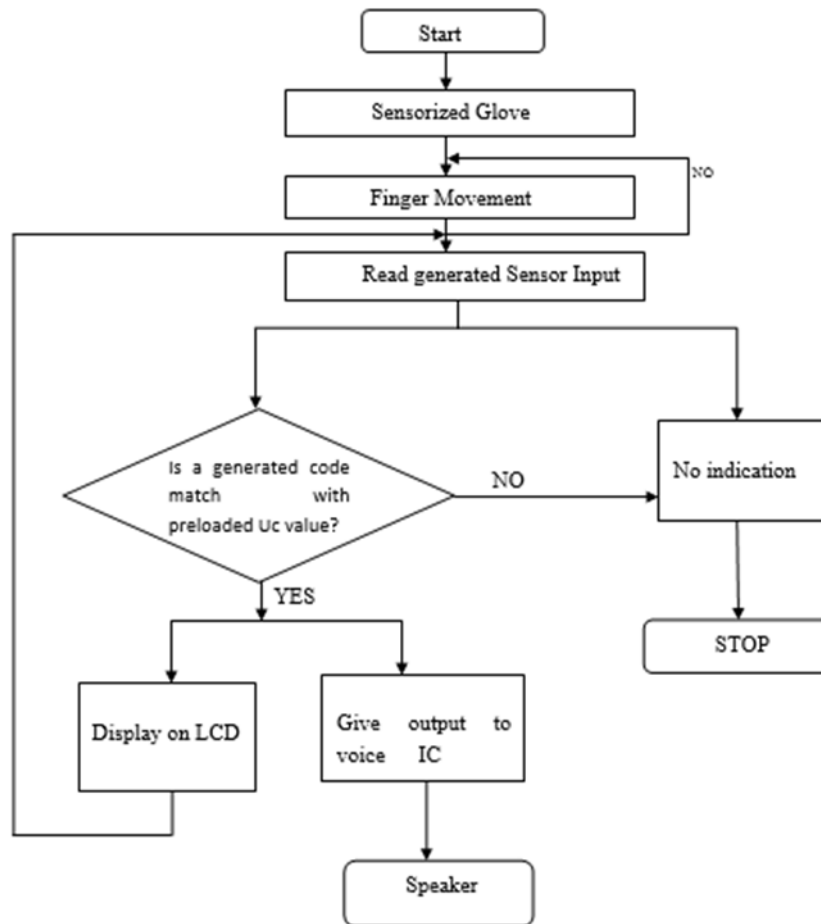 Start
Sensorized Glove
NO
Finger Movement
Read generated Sensor Input
Is a generated code
match with
preloaded Uc value?
NO
No indication
YES
STOP
Display on LCD
Give output to
voice IC
Speaker